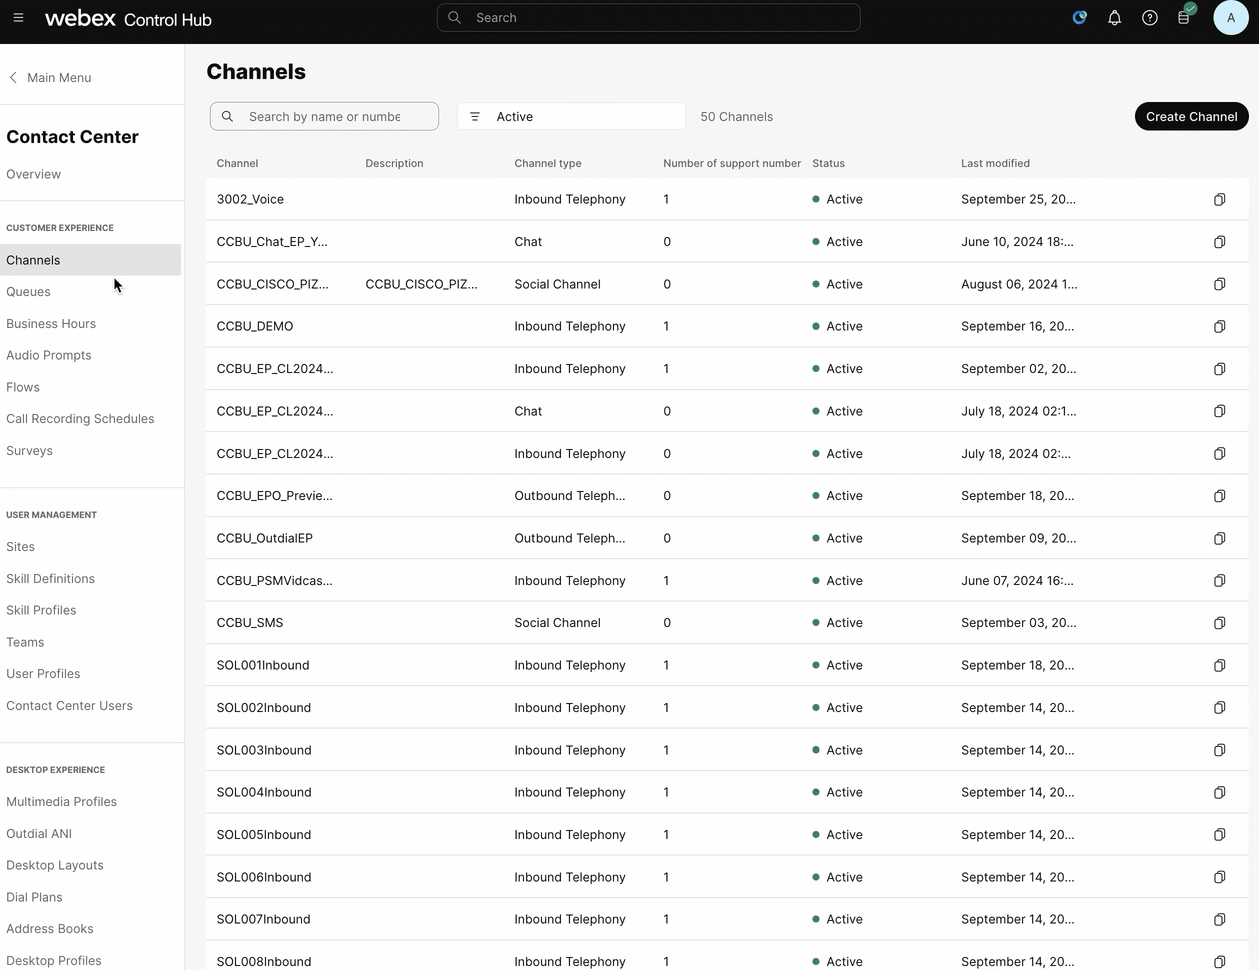 webex Control Hub
Search
A
Main Menu
Contact Center
Overview
CUSTOMER EXPERIENCE
Channels
Queues
Business Hours
Audio Prompts
Flows
Call Recording Schedules
Surveys
USER MANAGEMENT
Sites
Skill Definitions
Skill Profiles
Teams
User Profiles
Contact Center Users
DESKTOP EXPERIENCE
Multimedia Profiles
Outdial ANI
Desktop Layouts
Dial Plans
Address Books
Desktop Profiles
Channels
Search by name or numbe
Active
50 Channels
Create Channel
Channel Description Channel type Number of support number Status Last modified
3002_Voice Inbound Telephony 1 Active September 25, 20...
CCBU_Chat_EP_Y... Chat 0 Active June 10, 2024 18:...
CCBU_CISCO_PIZ... CCBU_CISCO_PIZ... Social Channel 0 Active August 06, 2024 1...
CCBU_DEMO Inbound Telephony 1 Active September 16, 20...
CCBU_EP_CL2024... Inbound Telephony 1 Active September 02, 20...
CCBU_EP_CL2024... Chat 0 Active July 18, 2024 02:1...
CCBU_EP_CL2024... Inbound Telephony 0 Active July 18, 2024 02:...
CCBU_EPO_Previe... Outbound Teleph... 0 Active September 18, 20...
CCBU_OutdialEP Outbound Teleph... 0 Active September 09, 20...
CCBU_PSMVidcas... Inbound Telephony 1 Active June 07, 2024 16:...
CCBU_SMS Social Channel 0 Active September 03, 20...
SOL001Inbound Inbound Telephony 1 Active September 18, 20...
SOL002Inbound Inbound Telephony 1 Active September 14, 20...
SOL003Inbound Inbound Telephony 1 Active September 14, 20...
SOL004Inbound Inbound Telephony 1 Active September 14, 20...
SOL005Inbound Inbound Telephony 1 Active September 14, 20...
SOL006Inbound Inbound Telephony 1 Active September 14, 20...
SOL007Inbound Inbound Telephony 1 Active September 14, 20...
SOL008Inbound Inbound Telephony 1 Active September 14, 20...